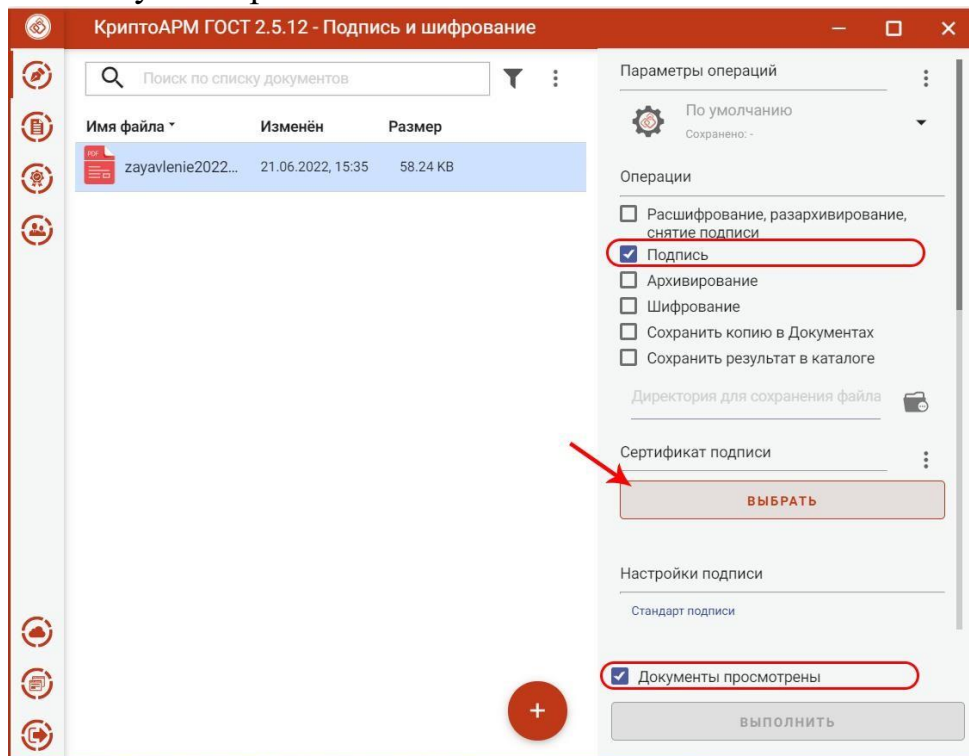 КриптоАРМ ГОСТ 2.5.12 - Подпись и шифрование
Поиск по списку документов
Имя файла Изменён Размер
PDF
zayavlenie2022... 21.06.2022, 15:35 58.24 KB
Параметры операций
По умолчанию
Сохранено: -
Операции
Расшифрование, разархивирование,
снятие подписи
Подпись
Архивирование
Шифрование
Сохранить копию в Документах
Сохранить результат в каталоге
Директория для сохранения файла
Сертификат подписи
ВЫБРАТЬ
Настройки подписи
Стандарт подписи
Документы просмотрены
ВЫПОЛНИТЬ